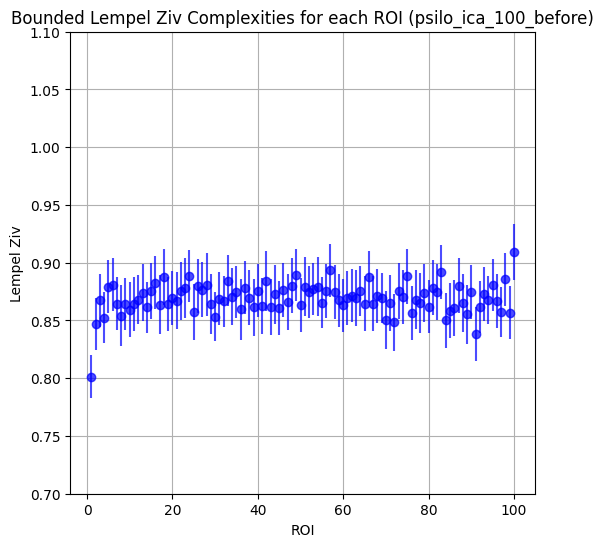 Bounded Lempel Ziv Complexities for each ROI (psilo_ica_100_before)
1.10
1.05
1.00
0.95
0.90
0.85
0.80
0.75
0.70
Lempel Ziv
0 20 40 60 80 100
ROI